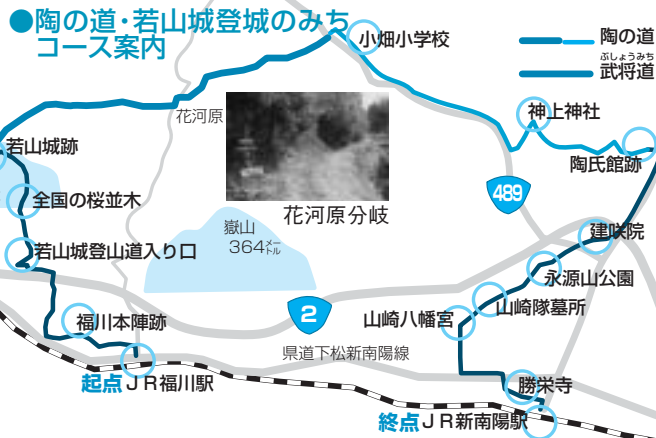 ●陶の道・若山城登城のみち
コース案内
小畑小学校
陶の道
ぶしょうみち
武将道
花河原
神上神社
若山城跡
陶氏館跡
全国の桜並木
花河原分岐
489
嶽山
364メートル
建咲院
若山城登山道入り口
永源山公園
山崎隊墓所
2
福川本陣跡
山崎八幡宮
県道下松新南陽線
起点JR福川駅
勝栄寺
終点JR新南陽駅